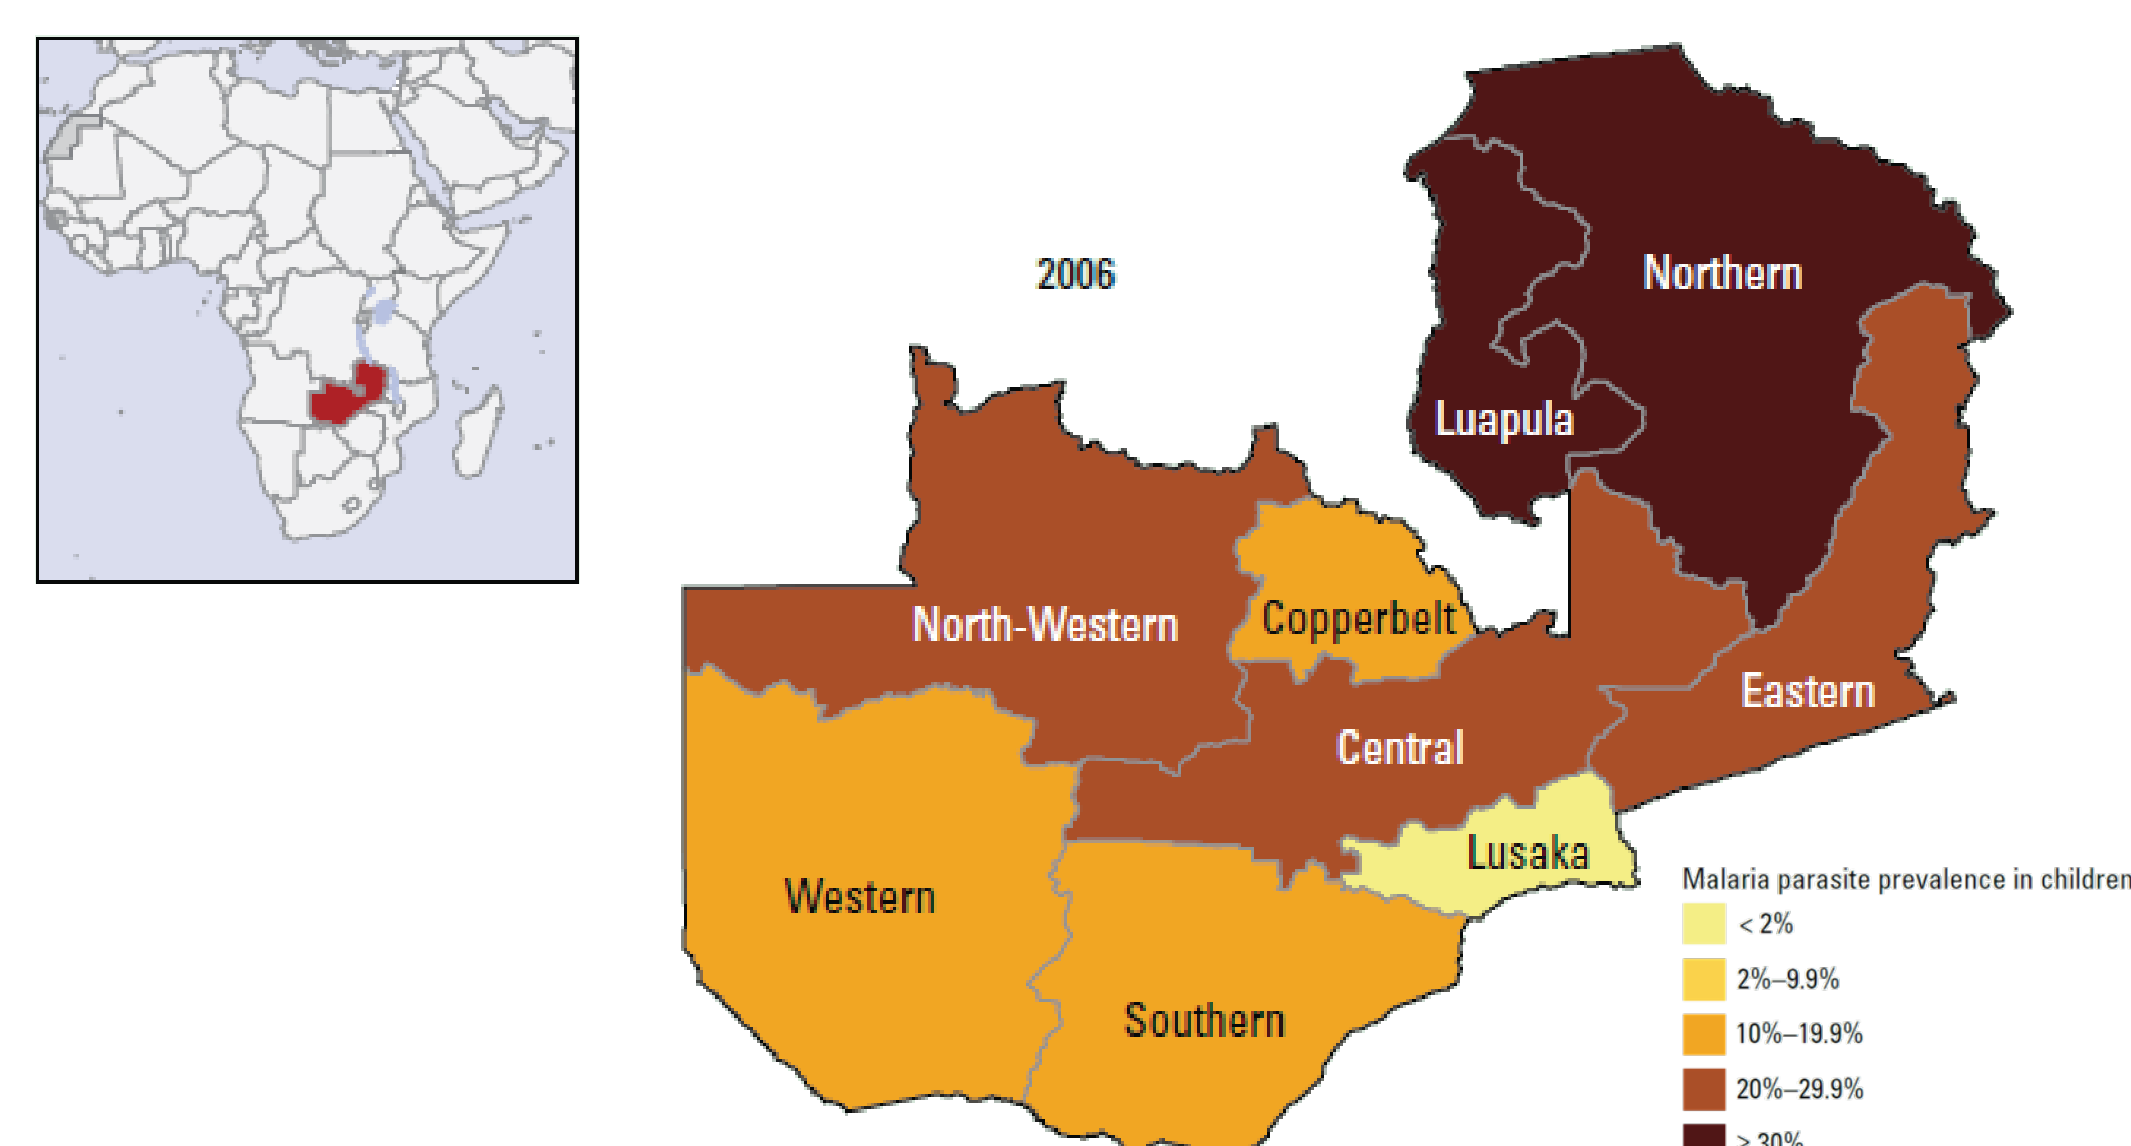 2006
Northern
Luapula
North-Western
Copperbelt
Eastern
Central
Lusaka
Western
Southern
Malaria parasite prevalence in children
< 2%
2%–9.9%
10%–19.9%
20%–29.9%
30%